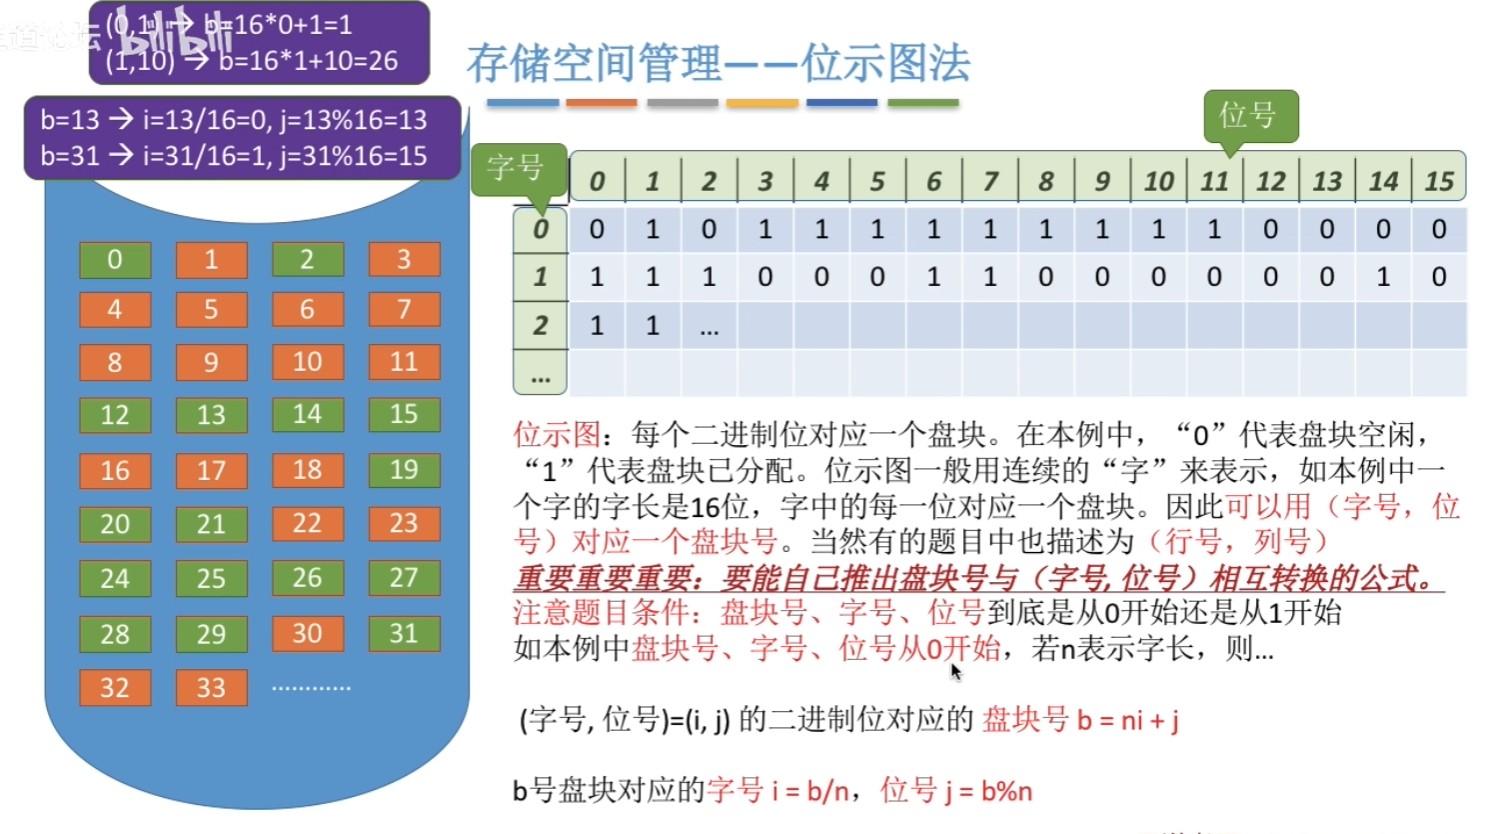 (0,1) → b=16*0+1=1
(1,10) → b=16*1+10=26
bilibili
b=13 → i=13/16=0, j=13%16=13
b=31 → i=31/16=1, j=31%16=15
存储空间管理——位示图法
位号
字号
0 1 2 3 4 5 6 7 8 9 10 11 12 13 14 15
0 0 1 0 1 1 1 1 1 1 1 1 1 0 0 0 0
1 1 1 1 0 0 0 1 1 0 0 0 0 0 0 1 0
2 1 1 ...
...
0 1 2 3
4 5 6 7
8 9 10 11
12 13 14 15
16 17 18 19
20 21 22 23
24 25 26 27
28 29 30 31
32 33 …………
位示图：每个二进制位对应一个盘块。在本例中，“0”代表盘块空闲，
“1”代表盘块已分配。位示图一般用连续的“字”来表示，如本例中一
个字的字长是16位，字中的每一位对应一个盘块。因此可以用（字号，位
号）对应一个盘块号。当然有的题目中也描述为（行号，列号）
重要重要重要：要能自己推出盘块号与（字号, 位号）相互转换的公式。
注意题目条件：盘块号、字号、位号到底是从0开始还是从1开始
如本例中盘块号、字号、位号从0开始，若n表示字长，则...
(字号, 位号)=(i, j) 的二进制位对应的 盘块号 b = ni + j
b号盘块对应的字号 i = b/n，位号 j = b%n